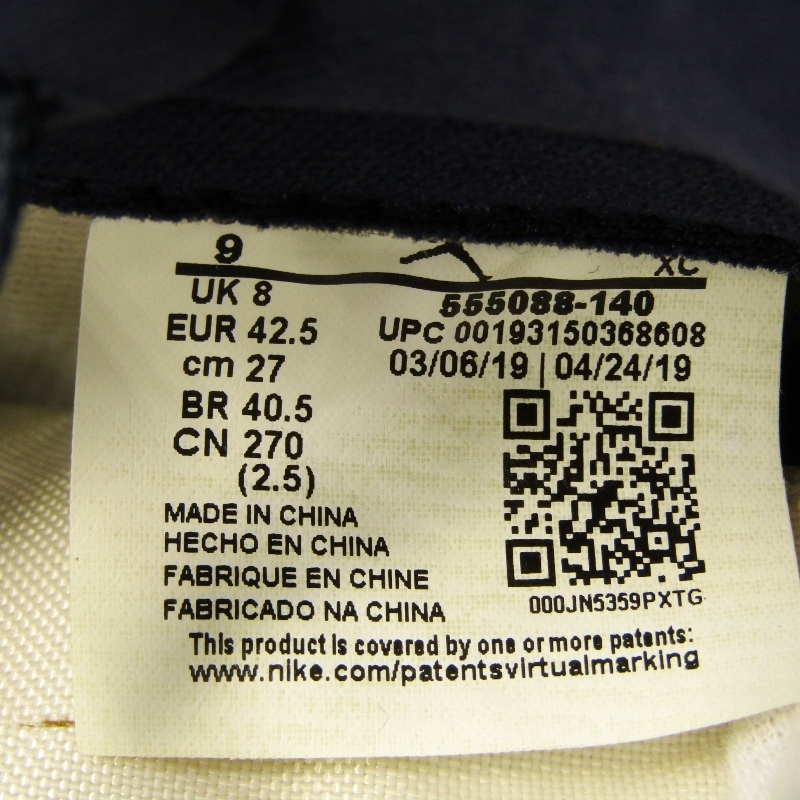 9 XC
UK 8
555088-140
EUR 42.5
UPC 00193150368608
cm 27
03/06/19 | 04/24/19
BR 40.5
CN 270
(2.5)
MADE IN CHINA
HECHO EN CHINA
FABRIQUE EN CHINE
FABRICADO NA CHINA
000JN5359PXTG
This product is covered by one or more patents:
www.nike.com/patentsvirtualmarking